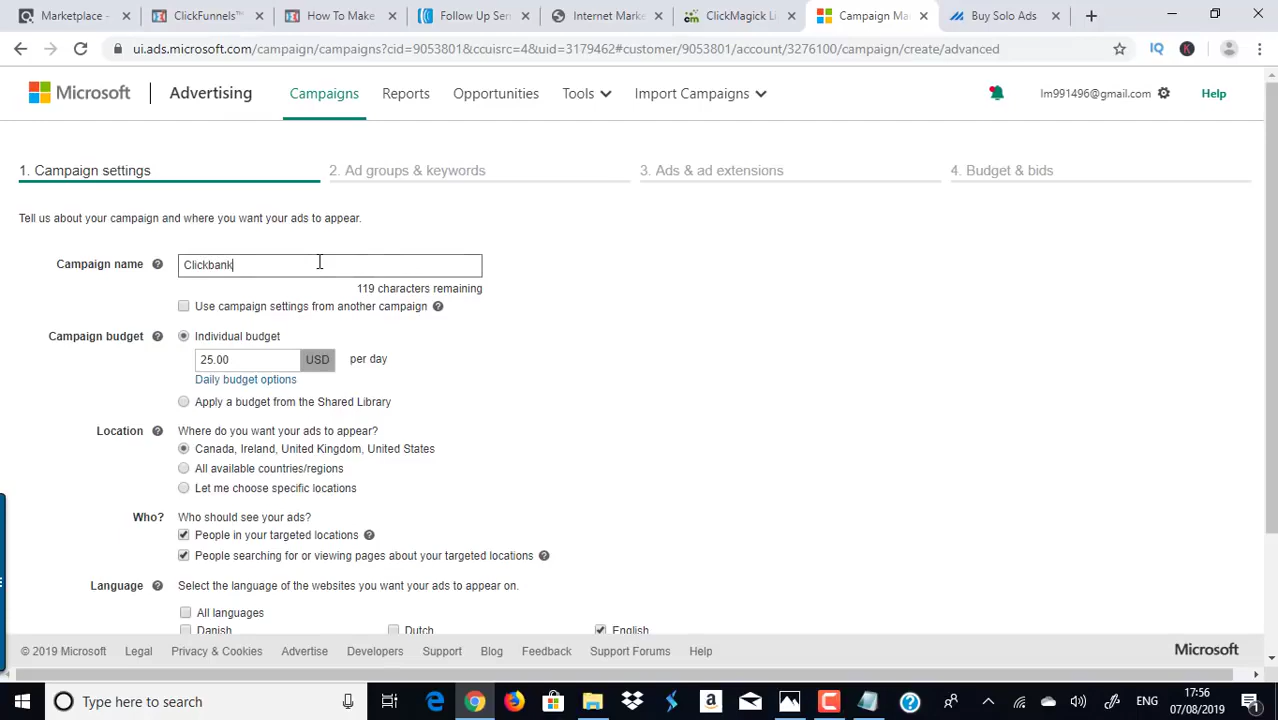 Marketplace -
ClickFunnels™
How To Make
Follow Up Ser
Internet Mark
ClickMagick L
Campaign Ma
Buy Solo Ads
ui.ads.microsoft.com/campaign/campaigns?cid=9053801&ccuisrc=4&uid=3179462#customer/9053801/account/3276100/campaign/create/advanced
IQ
K
Microsoft Advertising Campaigns Reports Opportunities Tools Import Campaigns lm991496@gmail.com Help
1. Campaign settings 2. Ad groups & keywords 3. Ads & ad extensions 4. Budget & bids
Tell us about your campaign and where you want your ads to appear.
Campaign name ? Clickbank
119 characters remaining
Use campaign settings from another campaign ?
Campaign budget ? Individual budget
25.00 USD per day
Daily budget options
Apply a budget from the Shared Library
Location ? Where do you want your ads to appear?
Canada, Ireland, United Kingdom, United States
All available countries/regions
Let me choose specific locations
Who? Who should see your ads?
People in your targeted locations ?
People searching for or viewing pages about your targeted locations ?
Language ? Select the language of the websites you want your ads to appear on.
All languages
Danish Dutch English
© 2019 Microsoft Legal Privacy & Cookies Advertise Developers Support Blog Feedback Support Forums Help Microsoft
Type here to search
ENG
17:56
07/08/2019
1